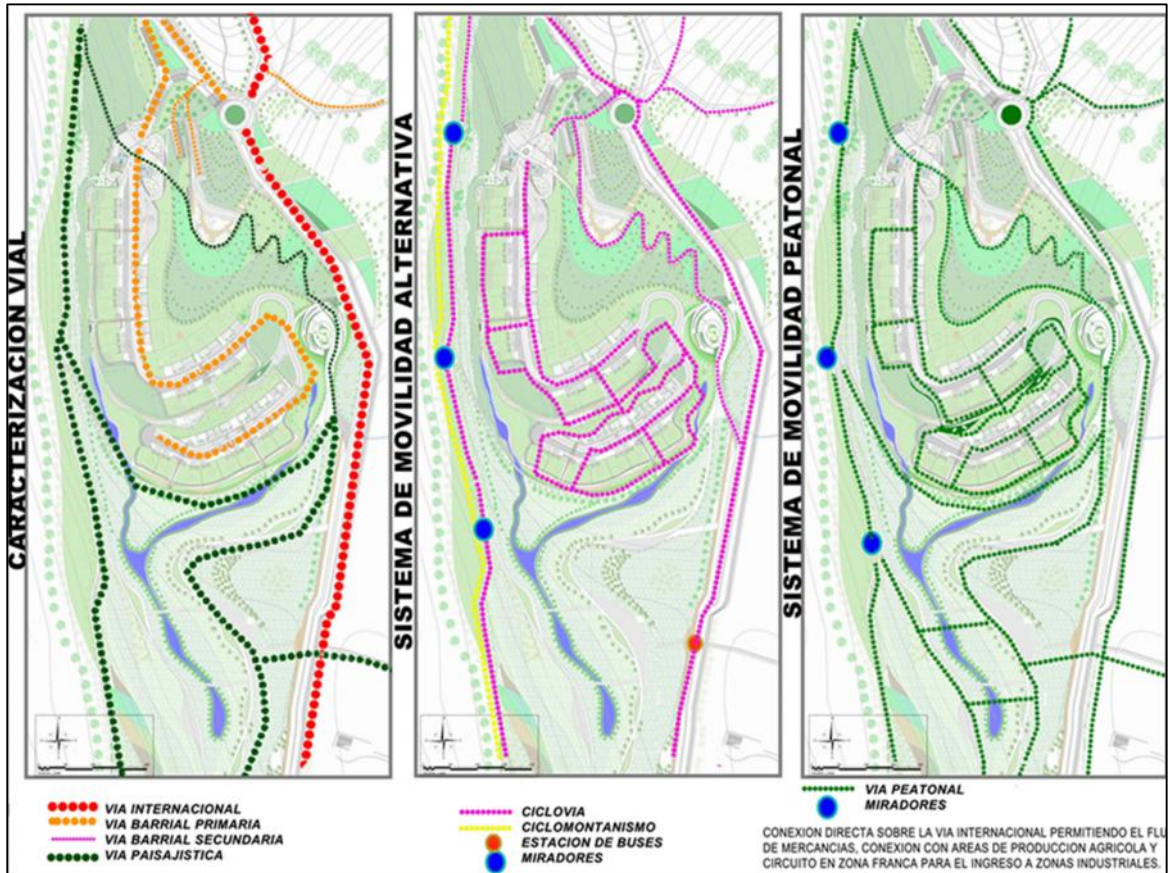 CARACTERIZACION VIAL
VIA INTERNACIONAL
VIA BARRIAL PRIMARIA
VIA BARRIAL SECUNDARIA
VIA PAISAJISTICA
SISTEMA DE MOVILIDAD ALTERNATIVA
CICLOVIA
CICLOMONTANISMO
ESTACION DE BUSES
MIRADORES
SISTEMA DE MOVILIDAD PEATONAL
VIA PEATONAL
MIRADORES
CONEXION DIRECTA SOBRE LA VIA INTERNACIONAL PERMITIENDO EL FLU
DE MERCANCIAS, CONEXION CON AREAS DE PRODUCCION AGRICOLA Y
CIRCUITO EN ZONA FRANCA PARA EL INGRESO A ZONAS INDUSTRIALES.